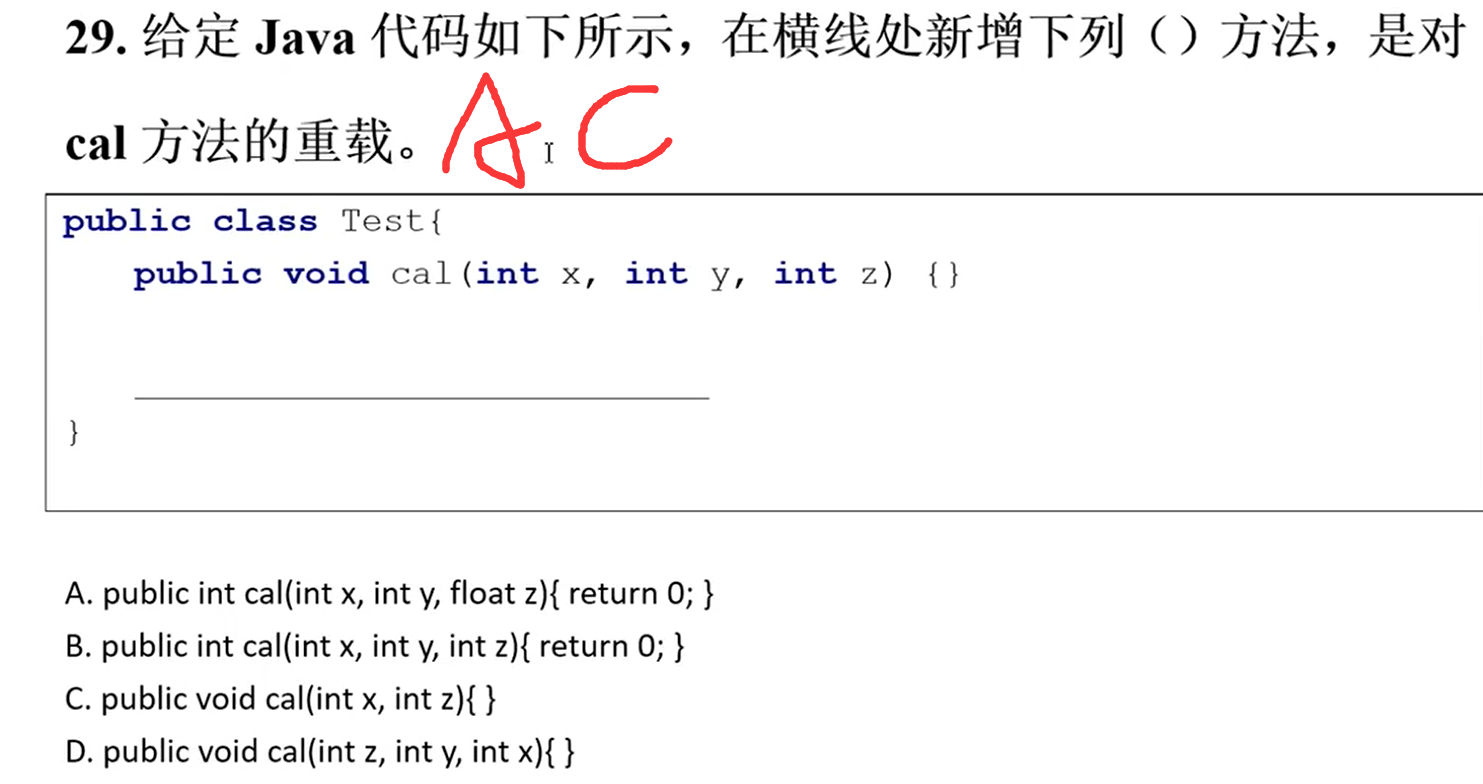 29. 给定 Java 代码如下所示，在横线处新增下列（）方法，是对
cal 方法的重载。AC
public class Test{
public void cal(int x, int y, int z) {}
}
A. public int cal(int x, int y, float z){ return 0; }
B. public int cal(int x, int y, int z){ return 0; }
C. public void cal(int x, int z){ }
D. public void cal(int z, int y, int x){ }